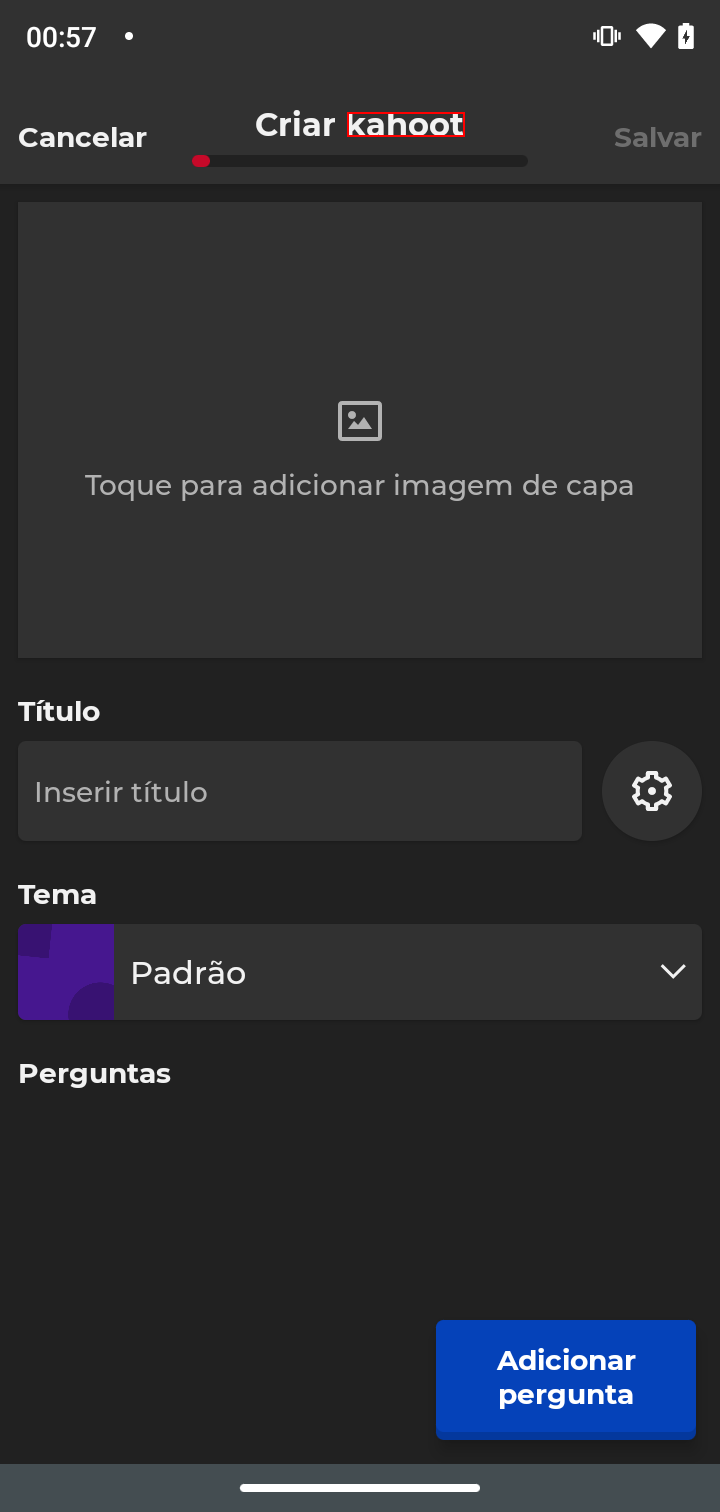 00:57
Cancelar
Criar kahoot
Salvar
Toque para adicionar imagem de capa
Título
Inserir título
Tema
Padrão
Perguntas
Adicionar
pergunta